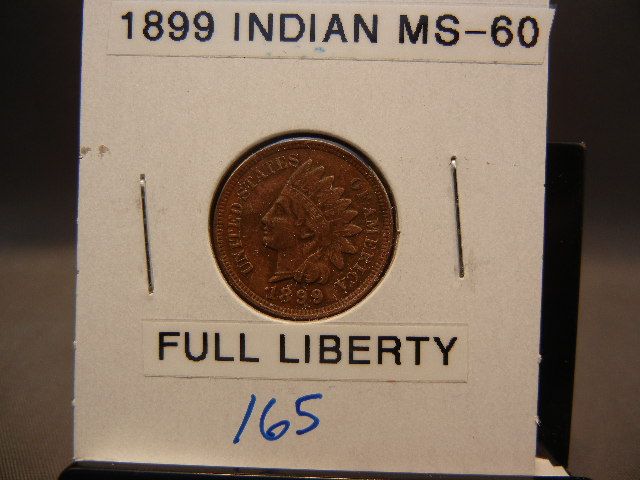 1899 INDIAN MS-60
UNITED STATES OF AMERICA
1899
FULL LIBERTY
165